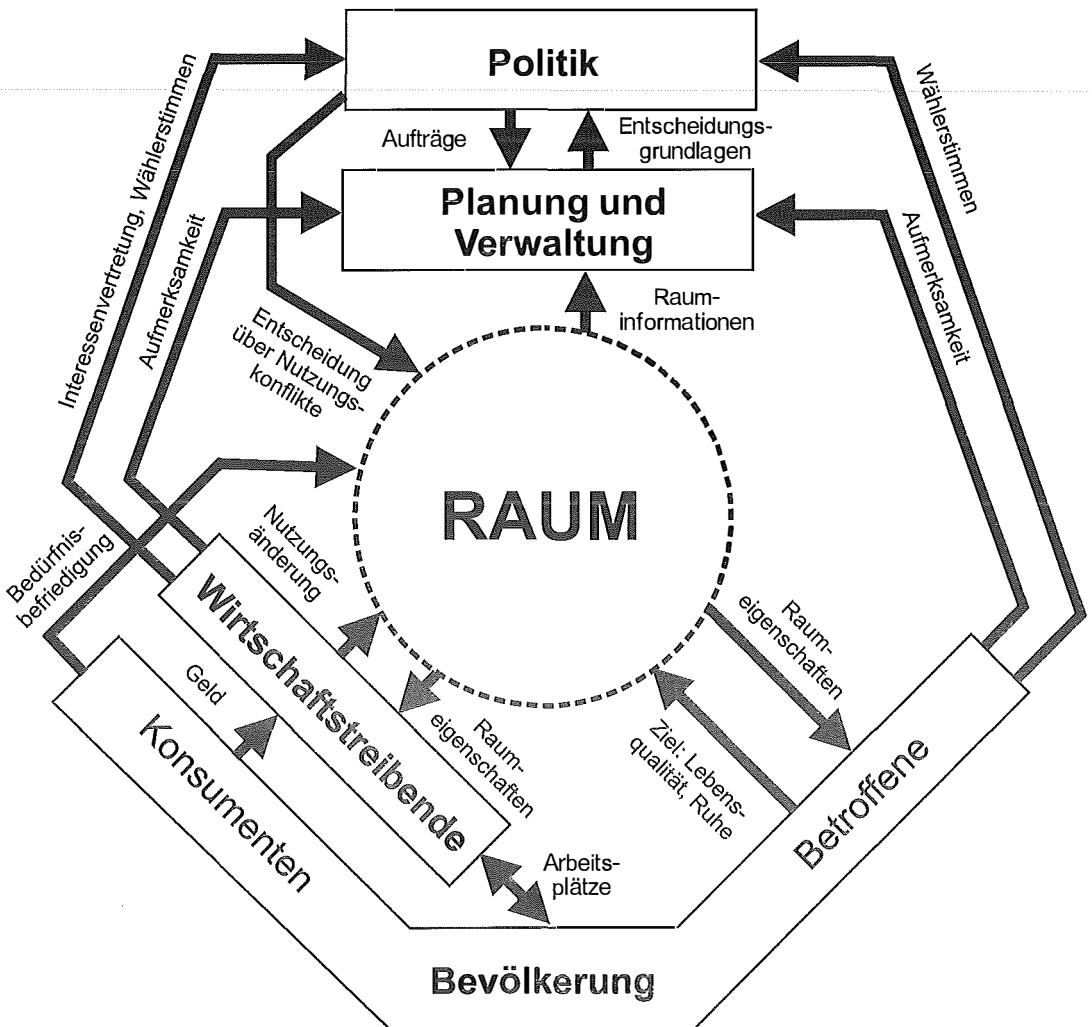 Politik
Aufträge
Entscheidungs-
grundlagen
Planung und
Verwaltung
Raum-
informationen
Interessenvertretung, Wählerstimmen
Aufmerksamkeit
Entscheidung
über Nutzungs-
konflikte
Wählerstimmen
Aufmerksamkeit
RAUM
Bedürfnis-
befriedigung
Nutzungs-
änderung
Wirtschaftstreibende
Geld
Konsumenten
Raum-
eigenschaften
Raum-
eigenschaften
Ziel: Lebens-
qualität, Ruhe
Betroffene
Arbeits-
plätze
Bevölkerung